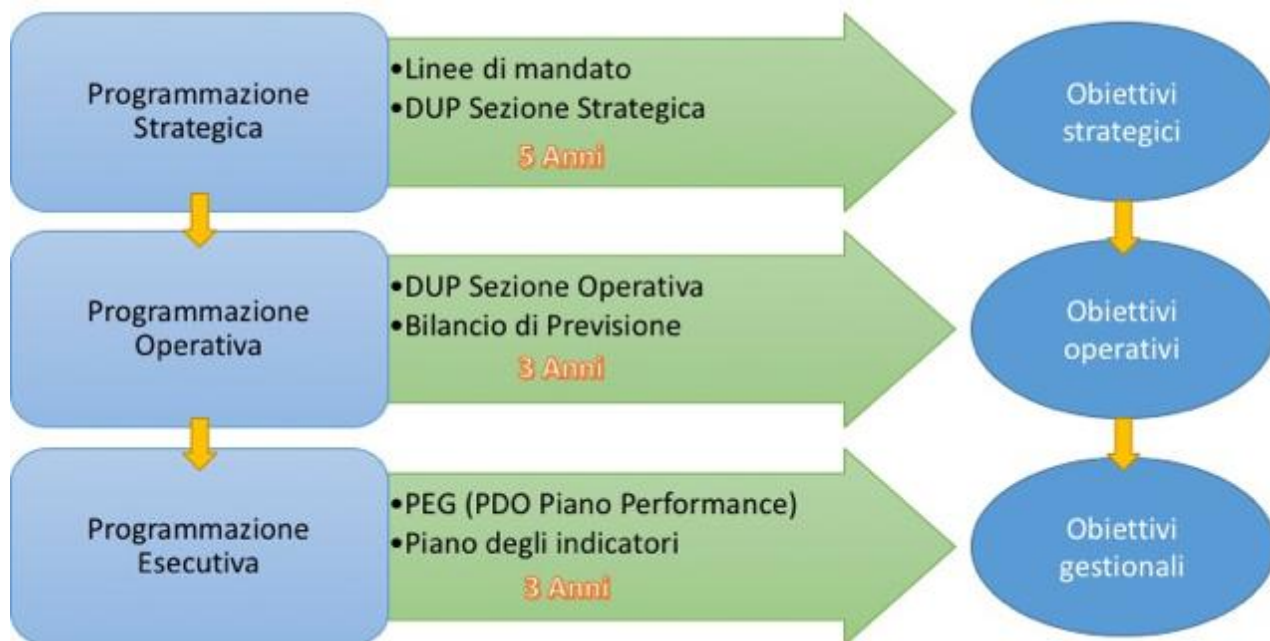 Programmazione
Strategica
•Linee di mandato
•DUP Sezione Strategica
5 Anni
Obiettivi
strategici
Programmazione
Operativa
•DUP Sezione Operativa
•Bilancio di Previsione
3 Anni
Obiettivi
operativi
Programmazione
Esecutiva
•PEG (PDO Piano Performance)
•Piano degli indicatori
3 Anni
Obiettivi
gestionali